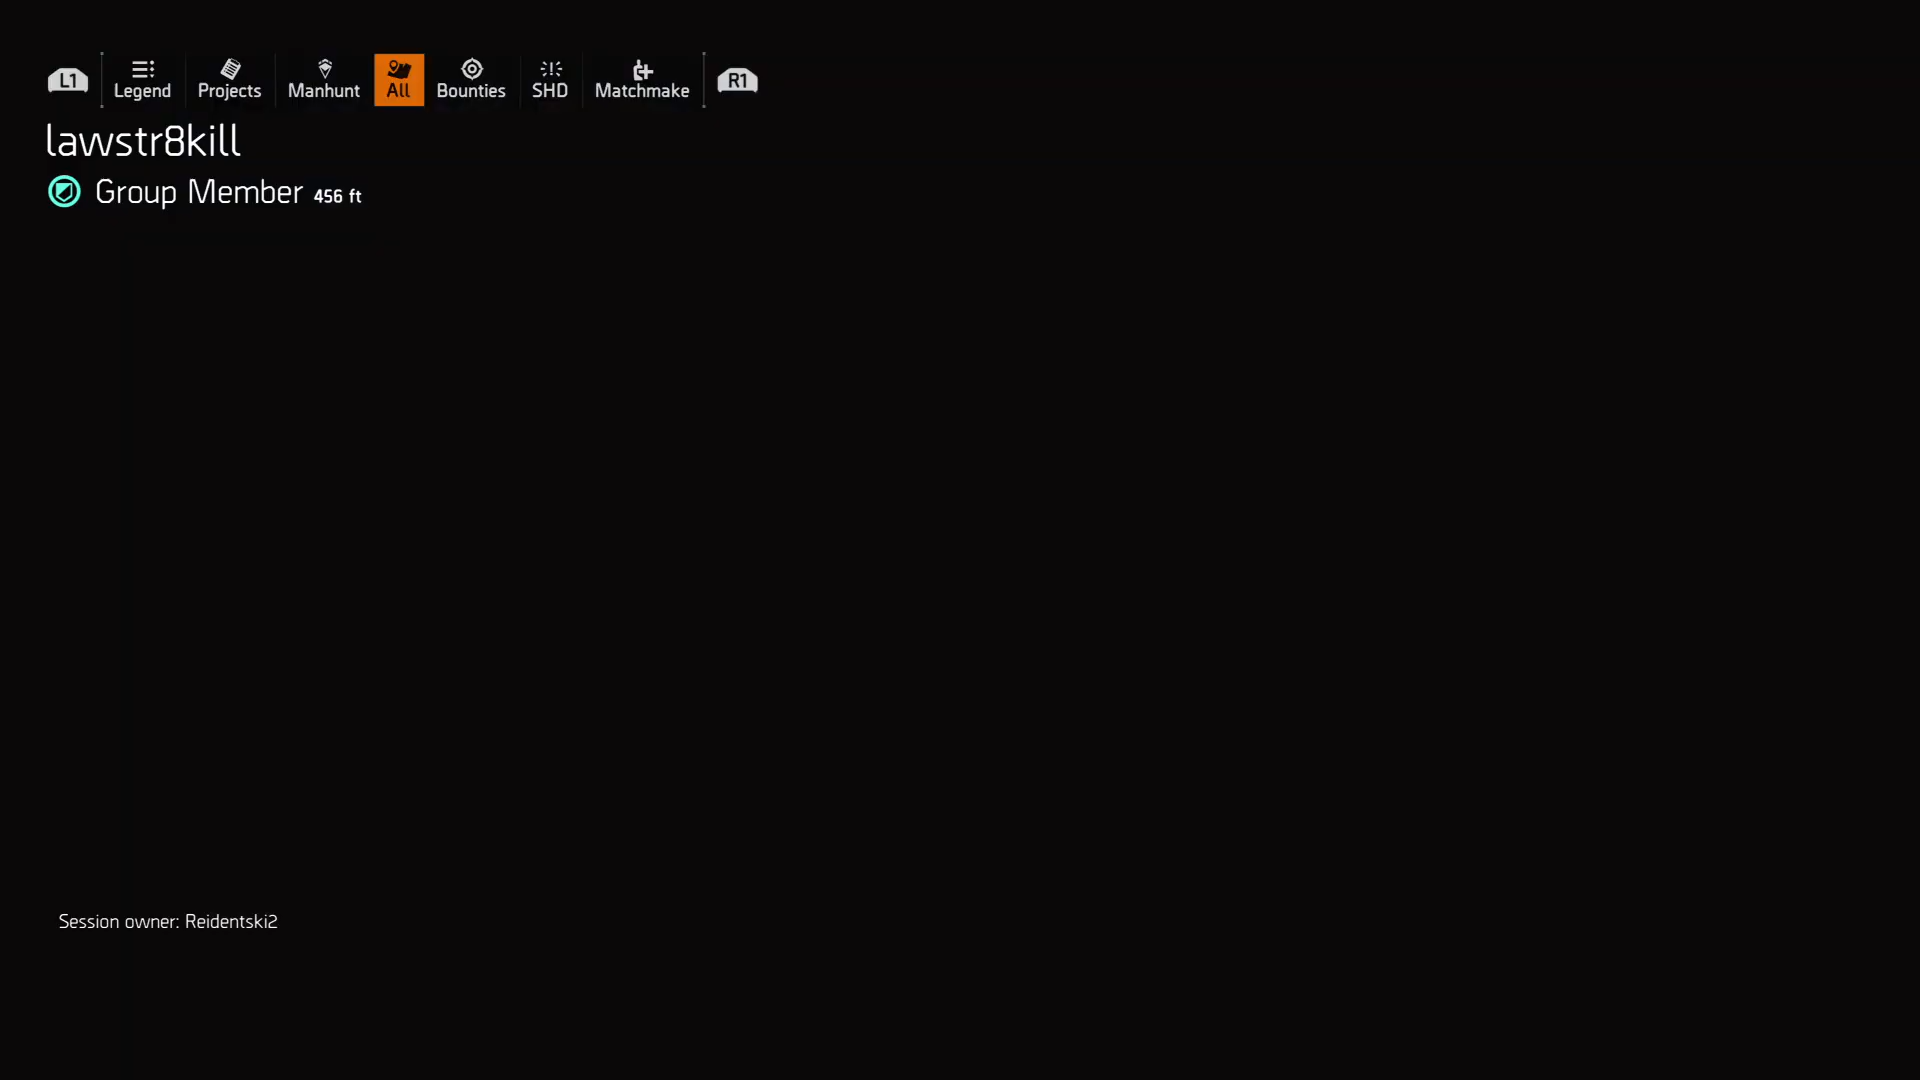 L1 Legend Projects Manhunt All Bounties SHD Matchmake R1
lawstr8kill
Group Member 456 ft
Session owner: Reidentski2